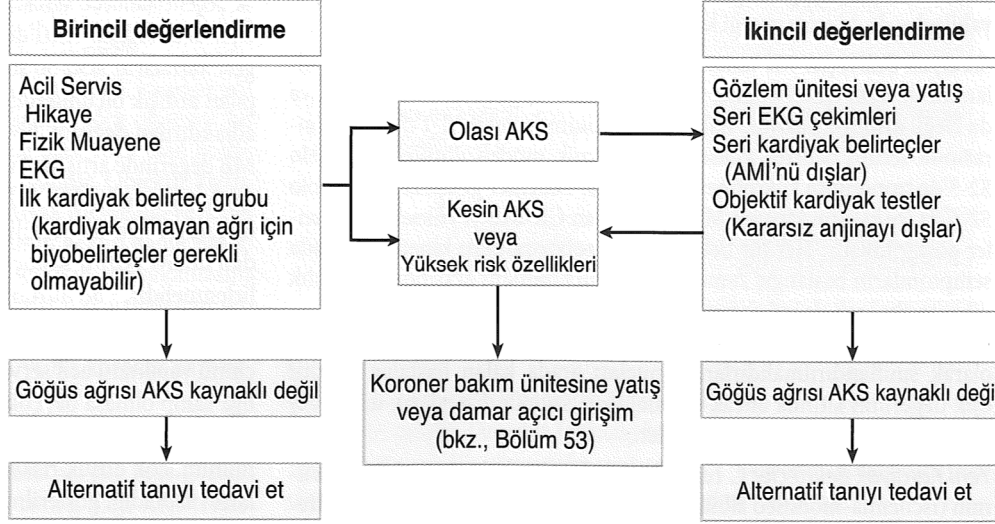 Birincil değerlendirme
Acil Servis
Hikaye
Fizik Muayene
EKG
İlk kardiyak belirteç grubu
(kardiyak olmayan ağrı için
biyobelirteçler gerekli
olmayabilir)
Göğüs ağrısı AKS kaynaklı değil
Alternatif tanıyı tedavi et
Olası AKS
Kesin AKS
veya
Yüksek risk özellikleri
Koroner bakım ünitesine yatış
veya damar açıcı girişim
(bkz., Bölüm 53)
İkincil değerlendirme
Gözlem ünitesi veya yatış
Seri EKG çekimleri
Seri kardiyak belirteçler
(AMİ'nü dışlar)
Objektif kardiyak testler
(Kararsız anjinayı dışlar)
Göğüs ağrısı AKS kaynaklı değil
Alternatif tanıyı tedavi et